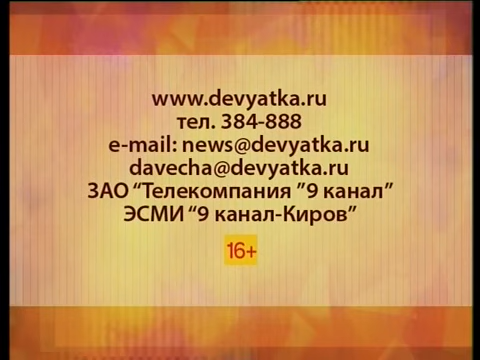 www.devyatka.ru
тел. 384-888
e-mail: news@devyatka.ru
davecha@devyatka.ru
ЗАО “Телекомпания ”9 канал”
ЭСМИ “9 канал-Киров”
16+